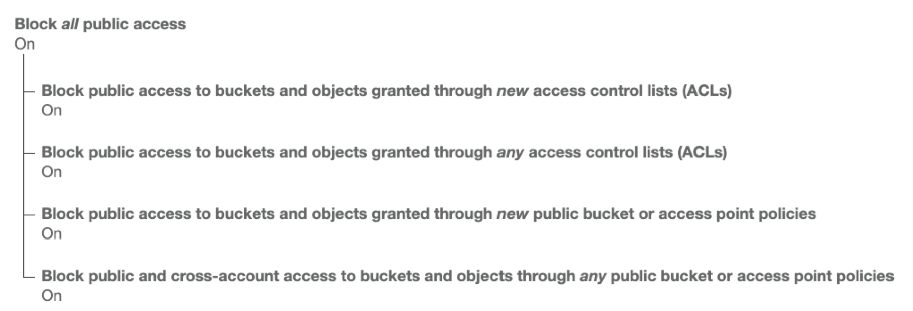 Block all public access
On
Block public access to buckets and objects granted through new access control lists (ACLs)
On
Block public access to buckets and objects granted through any access control lists (ACLs)
On
Block public access to buckets and objects granted through new public bucket or access point policies
On
Block public and cross-account access to buckets and objects through any public bucket or access point policies
On